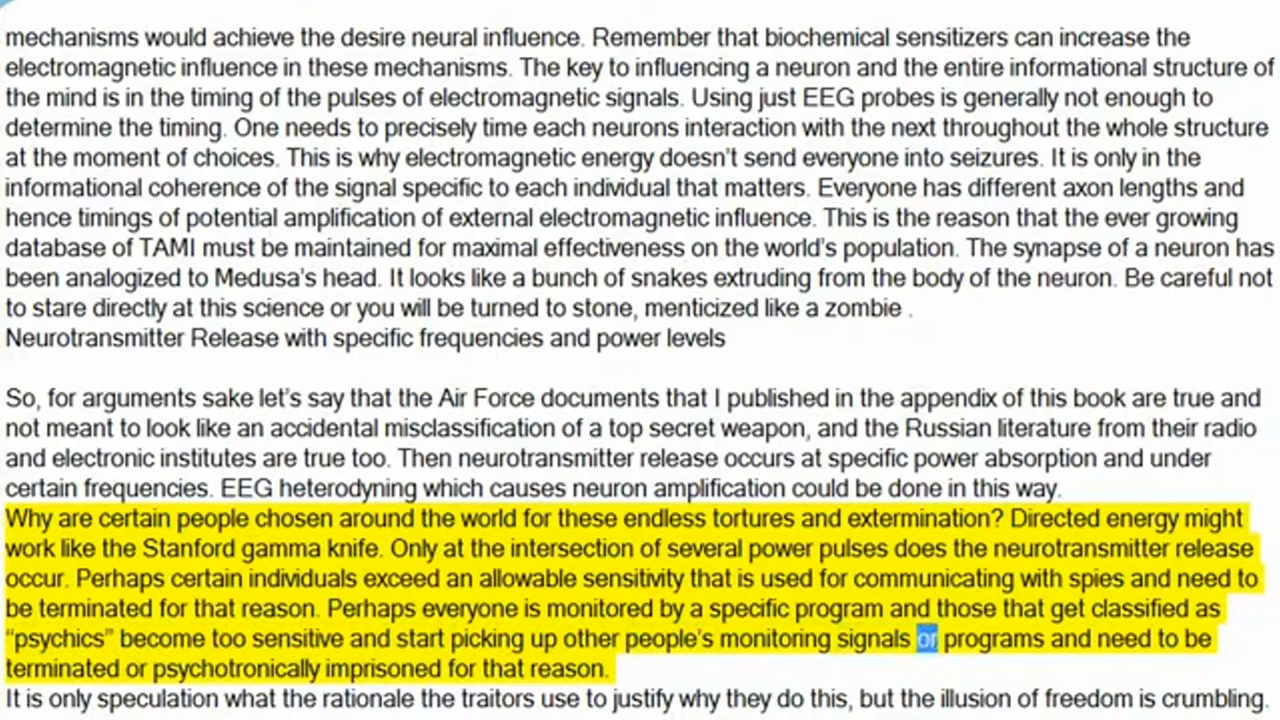 mechanisms would achieve the desire neural influence. Remember that biochemical sensitizers can increase the
electromagnetic influence in these mechanisms. The key to influencing a neuron and the entire informational structure of
the mind is in the timing of the pulses of electromagnetic signals. Using just EEG probes is generally not enough to
determine the timing. One needs to precisely time each neurons interaction with the next throughout the whole structure
at the moment of choices. This is why electromagnetic energy doesn't send everyone into seizures. It is only in the
informational coherence of the signal specific to each individual that matters. Everyone has different axon lengths and
hence timings of potential amplification of external electromagnetic influence. This is the reason that the ever growing
database of TAMI must be maintained for maximal effectiveness on the world's population. The synapse of a neuron has
been analogized to Medusa's head. It looks like a bunch of snakes extruding from the body of the neuron. Be careful not
to stare directly at this science or you will be turned to stone, menticized like a zombie .
Neurotransmitter Release with specific frequencies and power levels
So, for arguments sake let's say that the Air Force documents that I published in the appendix of this book are true and
not meant to look like an accidental misclassification of a top secret weapon, and the Russian literature from their radio
and electronic institutes are true too. Then neurotransmitter release occurs at specific power absorption and under
certain frequencies. EEG heterodyning which causes neuron amplification could be done in this way.
Why are certain people chosen around the world for these endless tortures and extermination? Directed energy might
work like the Stanford gamma knife. Only at the intersection of several power pulses does the neurotransmitter release
occur. Perhaps certain individuals exceed an allowable sensitivity that is used for communicating with spies and need to
be terminated for that reason. Perhaps everyone is monitored by a specific program and those that get classified as
"psychics" become too sensitive and start picking up other people's monitoring signals or programs and need to be
terminated or psychotronically imprisoned for that reason.
It is only speculation what the rationale the traitors use to justify why they do this, but the illusion of freedom is crumbling.